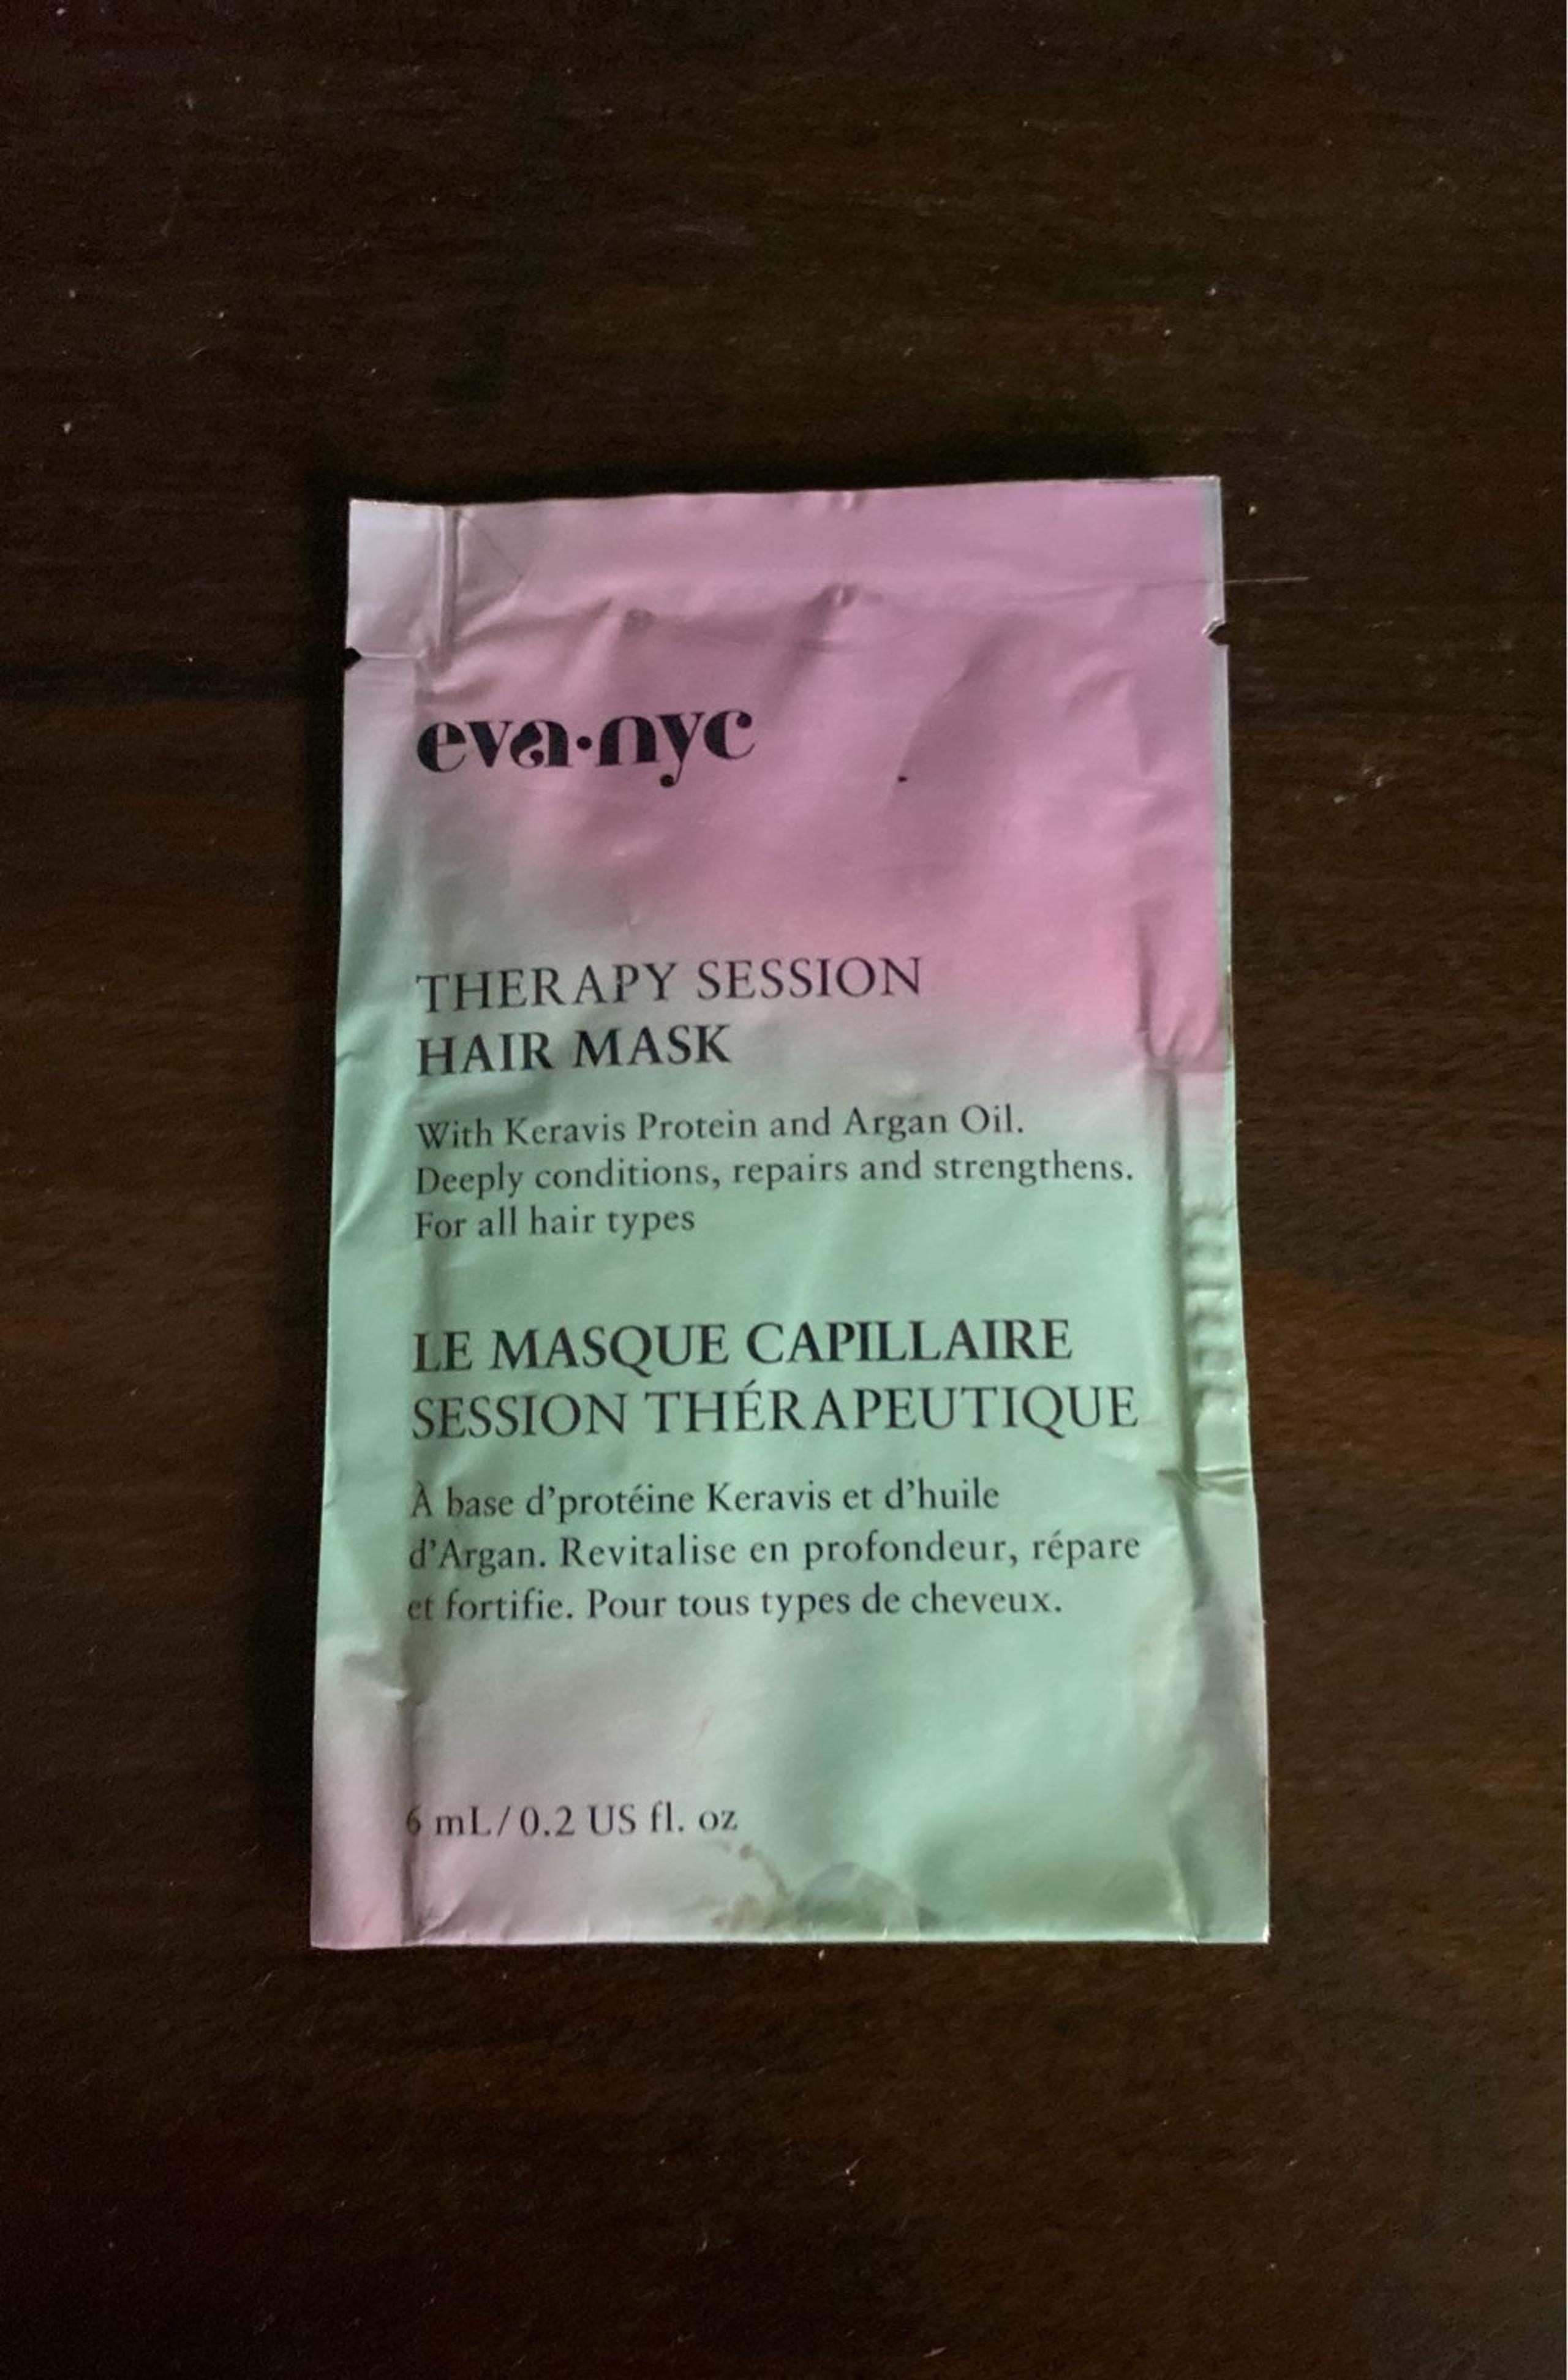 eva·nyc
THERAPY SESSION
HAIR MASK
With Keravis Protein and Argan Oil.
Deeply conditions, repairs and strengthens.
For all hair types
LE MASQUE CAPILLAIRE
SESSION THÉRAPEUTIQUE
À base d'protéine Keravis et d'huile
d'Argan. Revitalise en profondeur, répare
et fortifie. Pour tous types de cheveux.
6 mL/0.2 US fl. oz